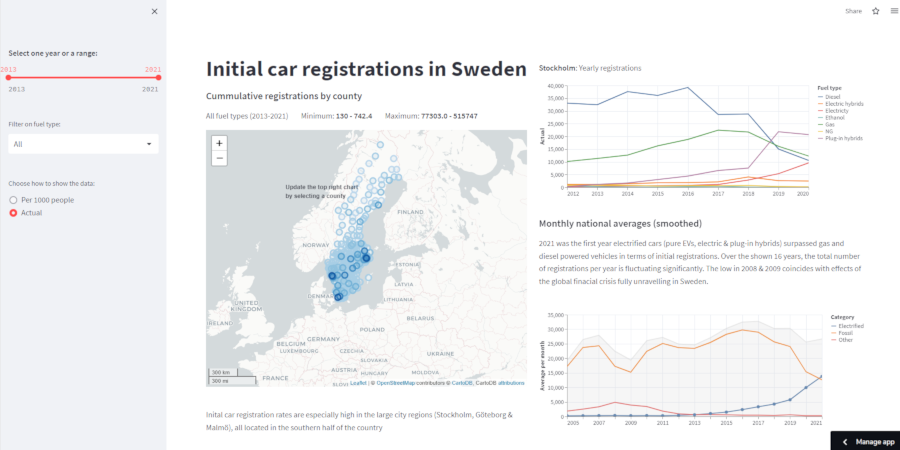 Share
Select one year or a range:
2013 2021
2013 2021
Filter on fuel type:
All
Choose how to show the data:
Per 1000 people
Actual
Initial car registrations in Sweden
Cummulative registrations by county
All fuel types (2013-2021) Minimum: 130 - 742.4 Maximum: 77303.0 - 515747
+
−
Update the top right chart
by selecting a county
FINLAND
NORWAY
ESTONIA
LATVIA
DENMARK
LITHUANIA
UNITED
KINGDOM
IRELAND
BELARUS
POLAND
GERMANY
BELGIUM
LUXEMBOURG
CZECHIA
UKRAINE
SLOVAKIA
AUSTRIA
HUNGARY
MOLDOVA
FRANCE
300 km
300 mi
Leaflet | © OpenStreetMap contributors © CartoDB, CartoDB attributions
Inital car registration rates are especially high in the large city regions (Stockholm, Göteborg &
Malmö), all located in the southern half of the country
Stockholm: Yearly registrations
40,000
35,000
30,000
25,000
20,000
15,000
10,000
5,000
0
Actual
2012 2013 2014 2015 2016 2017 2018 2019 2020
Fuel type
Diesel
Electric hybrids
Electricty
Ethanol
Gas
NG
Plug-in hybrids
Monthly national averages (smoothed)
2021 was the first year electrified cars (pure EVs, electric & plug-in hybrids) surpassed gas and
diesel powered vehicles in terms of initial registrations. Over the shown 16 years, the total number
of registrations per year is fluctuating significantly. The low in 2008 & 2009 coincides with effects of
the global finacial crisis fully unravelling in Sweden.
35,000
30,000
25,000
20,000
15,000
10,000
5,000
0
Average per month
2005 2007 2009 2011 2013 2015 2017 2019 2021
Category
Electrified
Fossil
Other
Manage app